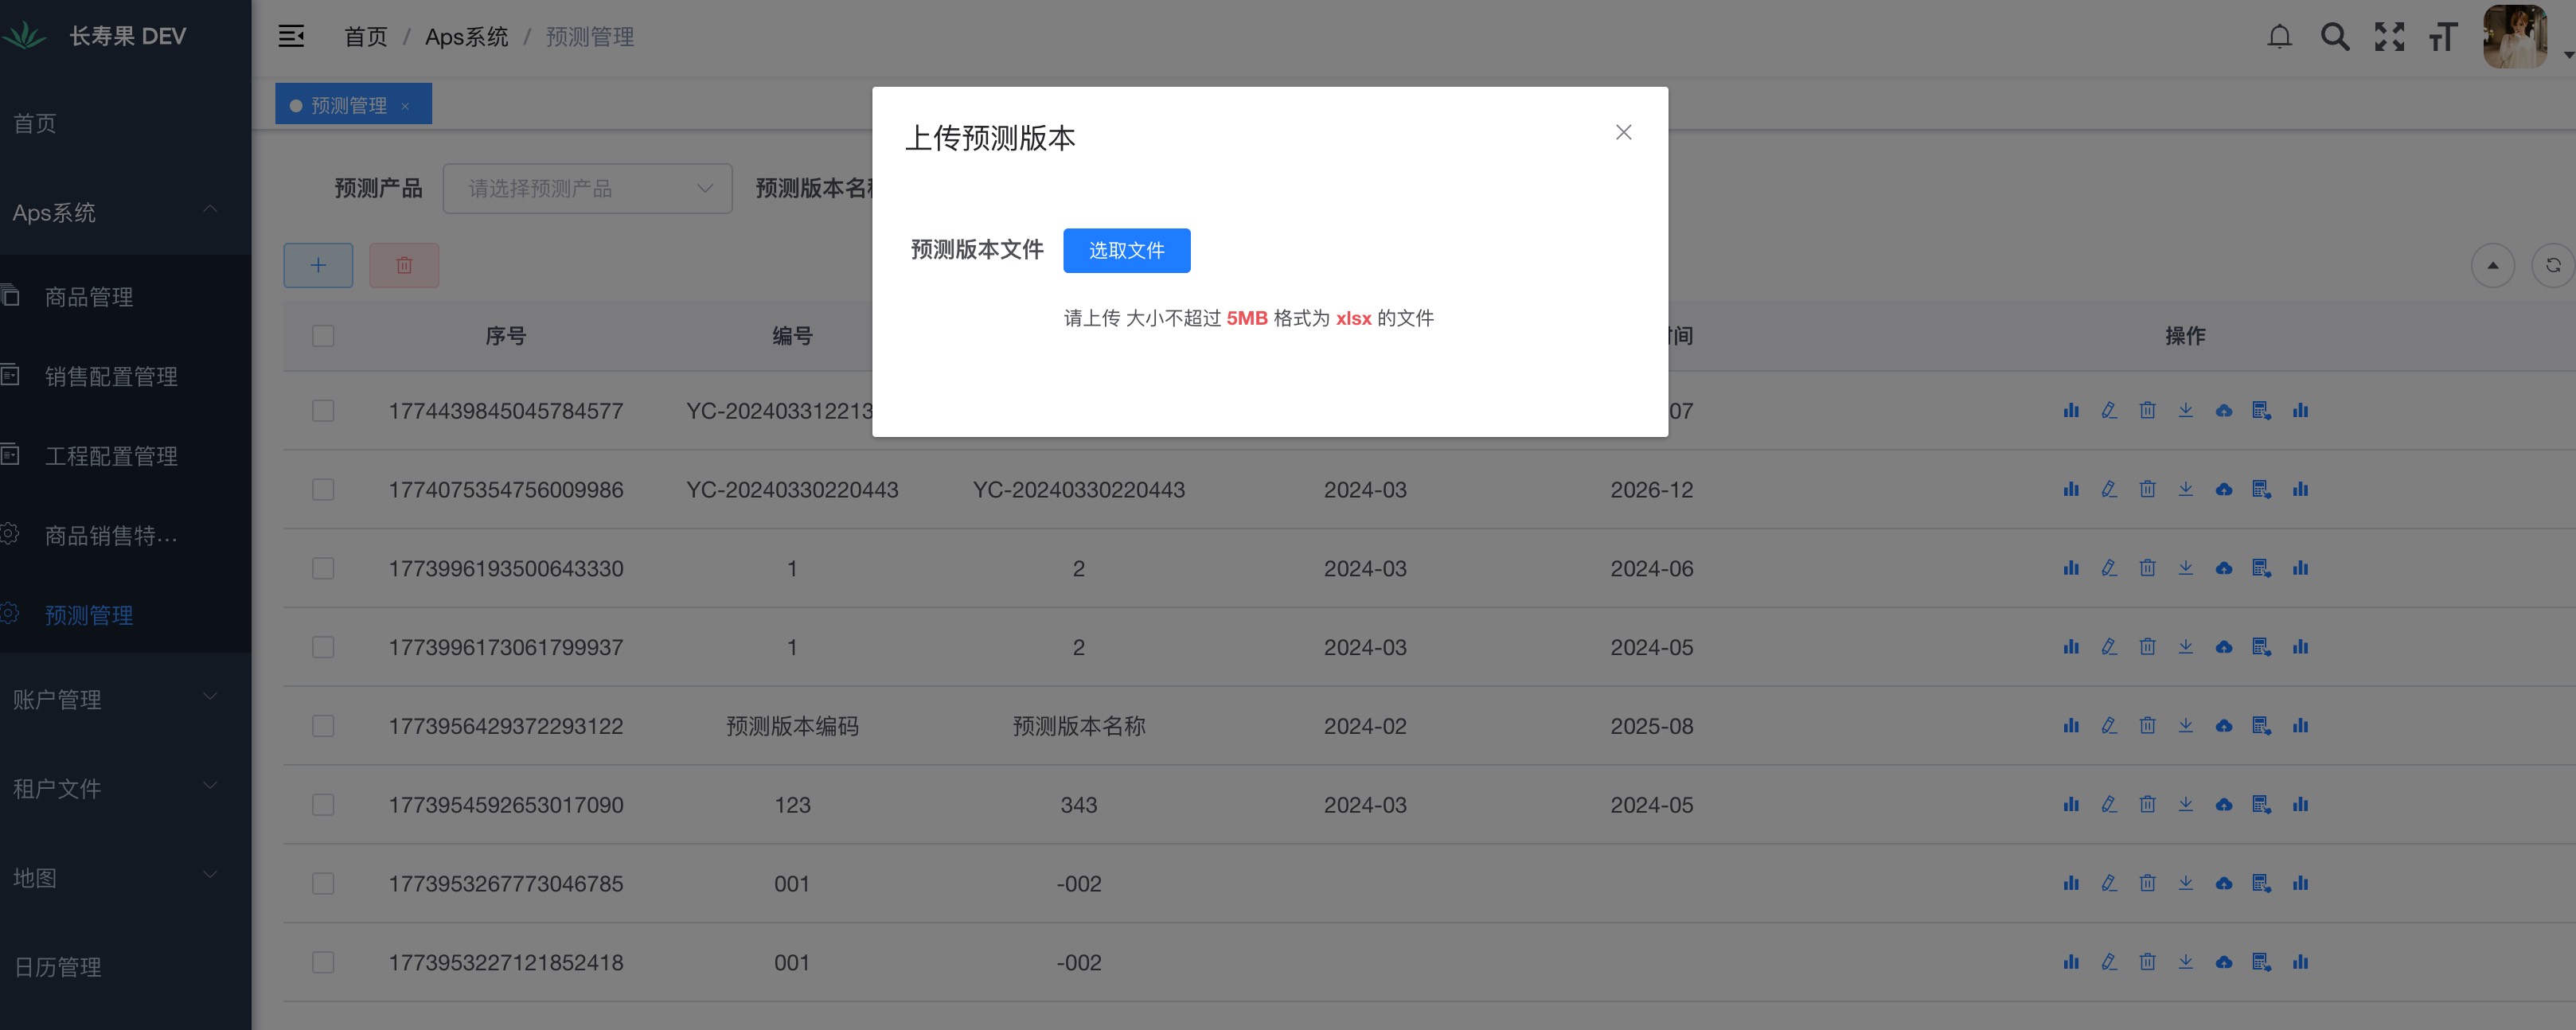 长寿果 DEV
首页 / Aps系统 / 预测管理
首页
Aps系统
商品管理
销售配置管理
工程配置管理
商品销售特...
预测管理
账户管理
租户文件
地图
日历管理
预测管理 ×
预测产品 请选择预测产品 预测版本名
上传预测版本
预测版本文件 选取文件
请上传 大小不超过 5MB 格式为 xlsx 的文件
序号 编号 间 操作
1774439845045784577 YC-202403312213 07
1774075354756009986 YC-20240330220443 YC-20240330220443 2024-03 2026-12
1773996193500643330 1 2 2024-03 2024-06
1773996173061799937 1 2 2024-03 2024-05
1773956429372293122 预测版本编码 预测版本名称 2024-02 2025-08
1773954592653017090 123 343 2024-03 2024-05
1773953267773046785 001 -002
1773953227121852418 001 -002